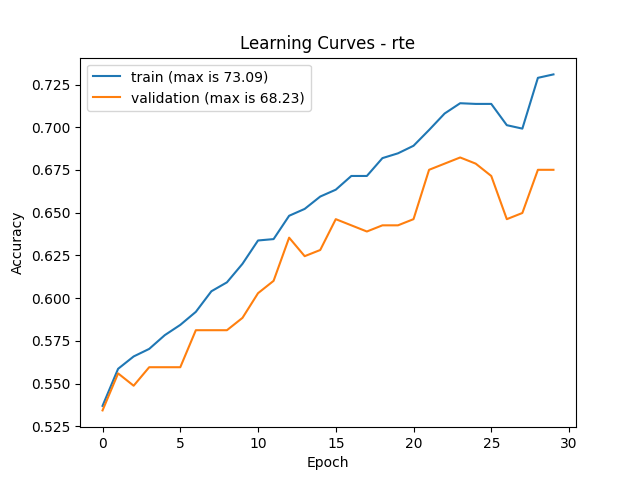 Learning Curves - rte
train (max is 73.09)
validation (max is 68.23)
Accuracy
0.725
0.700
0.675
0.650
0.625
0.600
0.575
0.550
0.525
0 5 10 15 20 25 30
Epoch